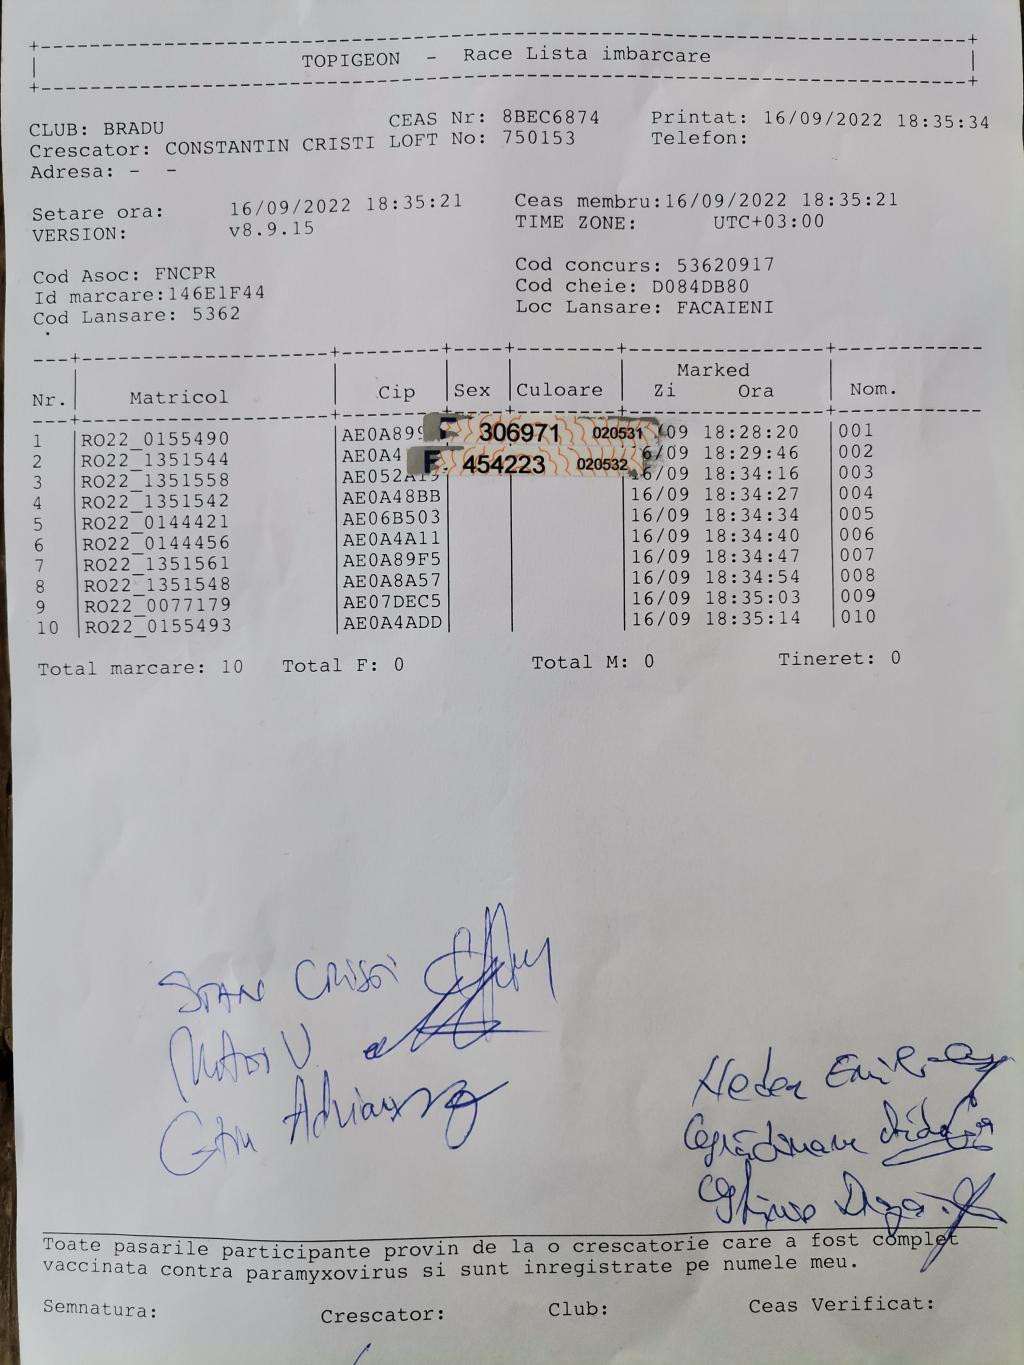 TOPIGEON - Race Lista imbarcare
CLUB: BRADU CEAS Nr: 8BEC6874 Printat: 16/09/2022 18:35:34
Crescator: CONSTANTIN CRISTI LOFT No: 750153 Telefon:
Adresa: - -
Setare ora: 16/09/2022 18:35:21 Ceas membru:16/09/2022 18:35:21
VERSION: v8.9.15 TIME ZONE: UTC+03:00
Cod Asoc: FNCPR Cod concurs: 53620917
Id marcare:146E1F44 Cod cheie: D084DB80
Cod Lansare: 5362 Loc Lansare: FACAIENI
Marked
Nr. Matricol Cip Sex Culoare Zi Ora Nom.
1 RO22_0155490 AE0A899 F 306971 020531 /09 18:28:20 001
2 RO22_1351544 AE0A4 F 454223 020532 6/09 18:29:46 002
3 RO22_1351558 AE052A19 16/09 18:34:16 003
4 RO22_1351542 AE0A48BB 16/09 18:34:27 004
5 RO22_0144421 AE06B503 16/09 18:34:34 005
6 RO22_0144456 AE0A4A11 16/09 18:34:40 006
7 RO22_1351561 AE0A89F5 16/09 18:34:47 007
8 RO22_1351548 AE0A8A57 16/09 18:34:54 008
9 RO22_0077179 AE07DEC5 16/09 18:35:03 009
10 RO22_0155493 AE0A4ADD 16/09 18:35:14 010
Total marcare: 10 Total F: 0 Total M: 0 Tineret: 0
STAN CRISTI
V.
Adrian
Emil
Toate pasarile participante provin de la o crescatorie care a fost complet
vaccinata contra paramyxovirus si sunt inregistrate pe numele meu.
Semnatura: Crescator: Club: Ceas Verificat: